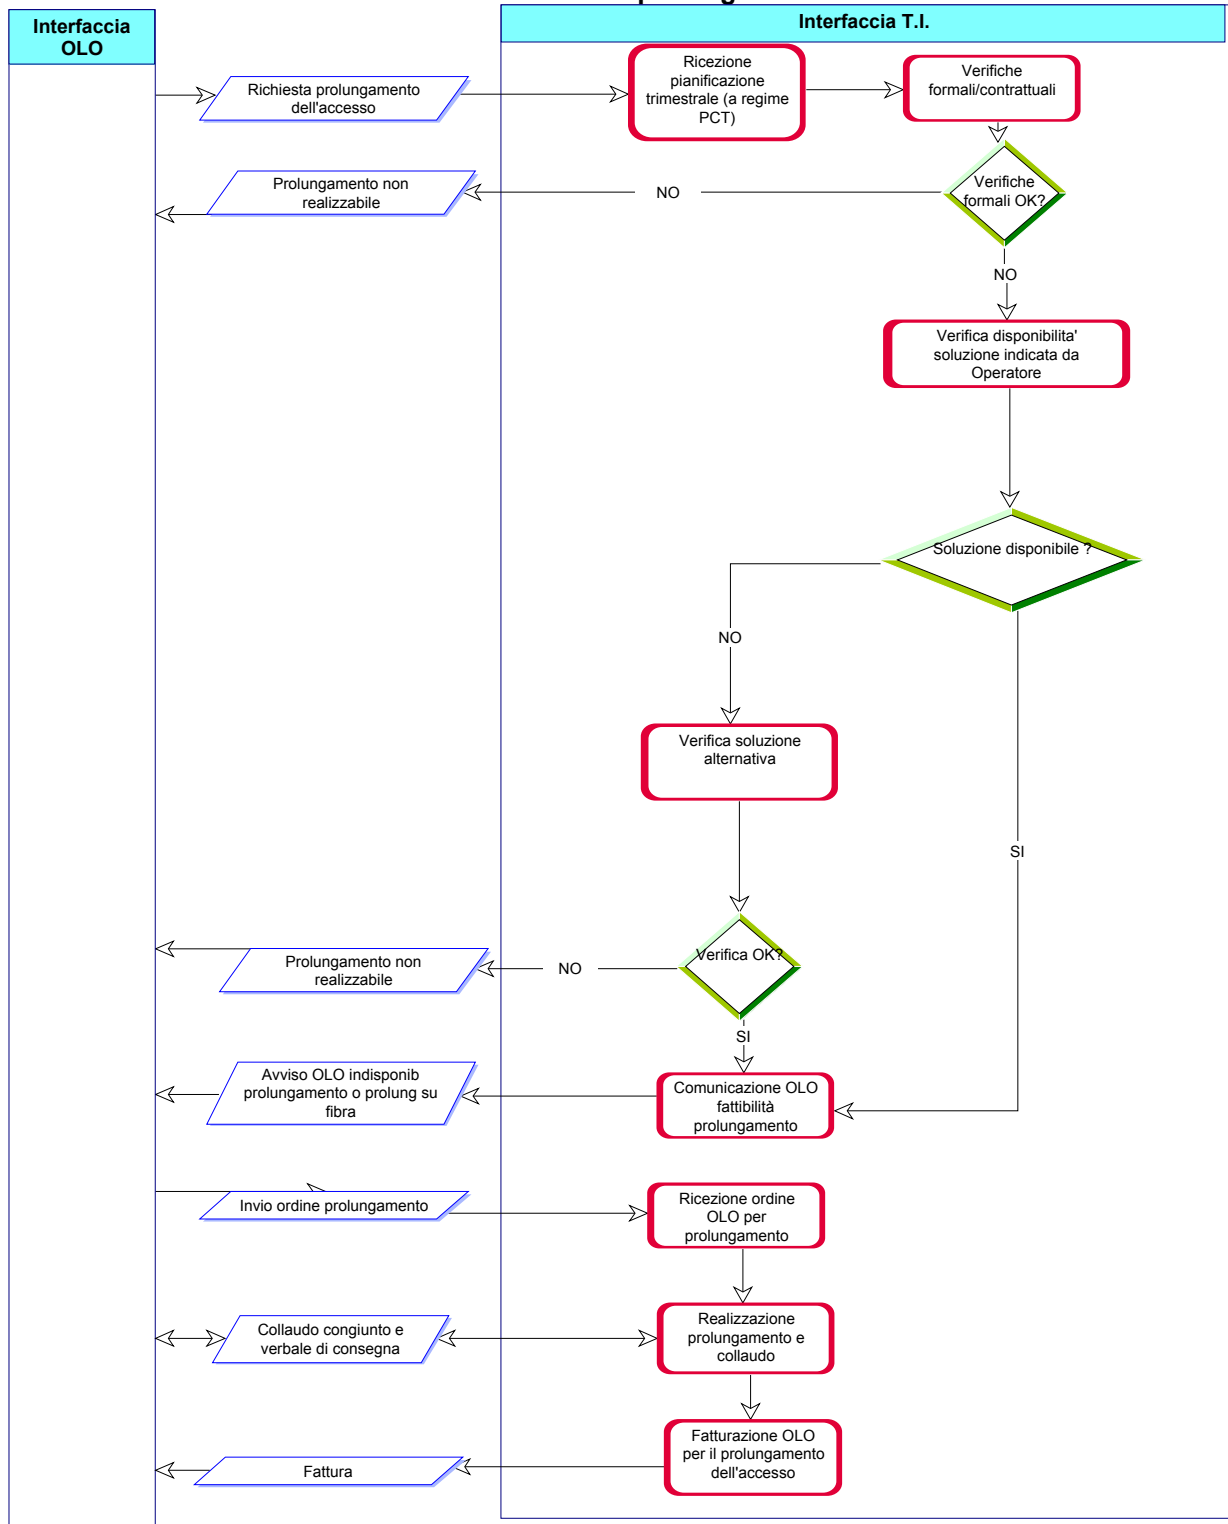 Interfaccia
OLO
Interfaccia T.I.
Richiesta prolungamento
dell'accesso
Ricezione
pianificazione
trimestrale (a regime
PCT)
Verifiche
formali/contrattuali
Prolungamento non
realizzabile
NO
Verifiche
formali OK?
NO
Verifica disponibilita'
soluzione indicata da
Operatore
Soluzione disponibile ?
NO
Verifica soluzione
alternativa
SI
Prolungamento non
realizzabile
NO
Verifica OK?
SI
Avviso OLO indisponib
prolungamento o prolung su
fibra
Comunicazione OLO
fattibilità
prolungamento
Invio ordine prolungamento
Ricezione ordine
OLO per
prolungamento
Collaudo congiunto e
verbale di consegna
Realizzazione
prolungamento e
collaudo
Fatturazione OLO
per il prolungamento
dell'accesso
Fattura